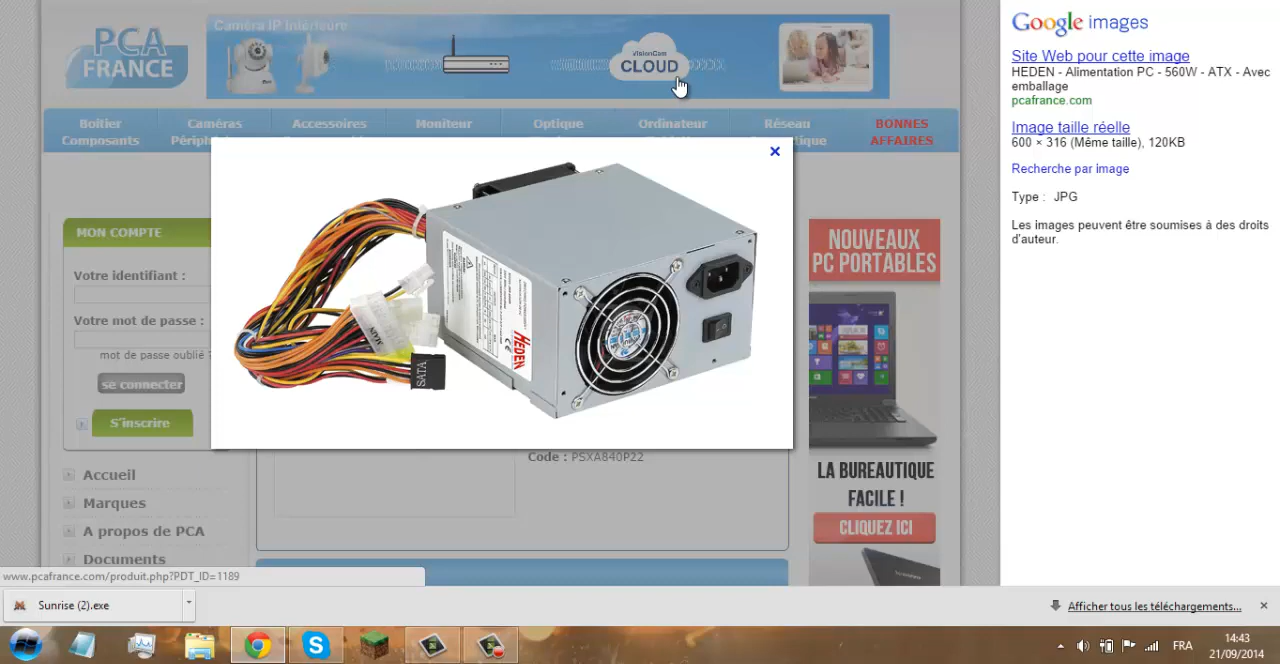 Caméra IP Intérieure
PCA
FRANCE
VisionCam
CLOUD
Boitier
Composants
Caméras
Accessoires
Moniteur
Optique
Ordinateur
Réseau
BONNES
AFFAIRES
MON COMPTE
Votre identifiant :
Votre mot de passe :
mot de passe oublié ?
se connecter
S'inscrire
Accueil
Marques
A propos de PCA
Documents
HEDEN
SATA
Code : PSXA840P22
NOUVEAUX
PC PORTABLES
LA BUREAUTIQUE
FACILE !
CLIQUEZ ICI
Google images
Site Web pour cette image
HEDEN - Alimentation PC - 560W - ATX - Avec
emballage
pcafrance.com
Image taille réelle
600 × 316 (Même taille), 120KB
Recherche par image
Type : JPG
Les images peuvent être soumises à des droits
d'auteur.
www.pcafrance.com/produit.php?PDT_ID=1189
Sunrise (2).exe
Afficher tous les téléchargements...
FRA
14:43
21/09/2014